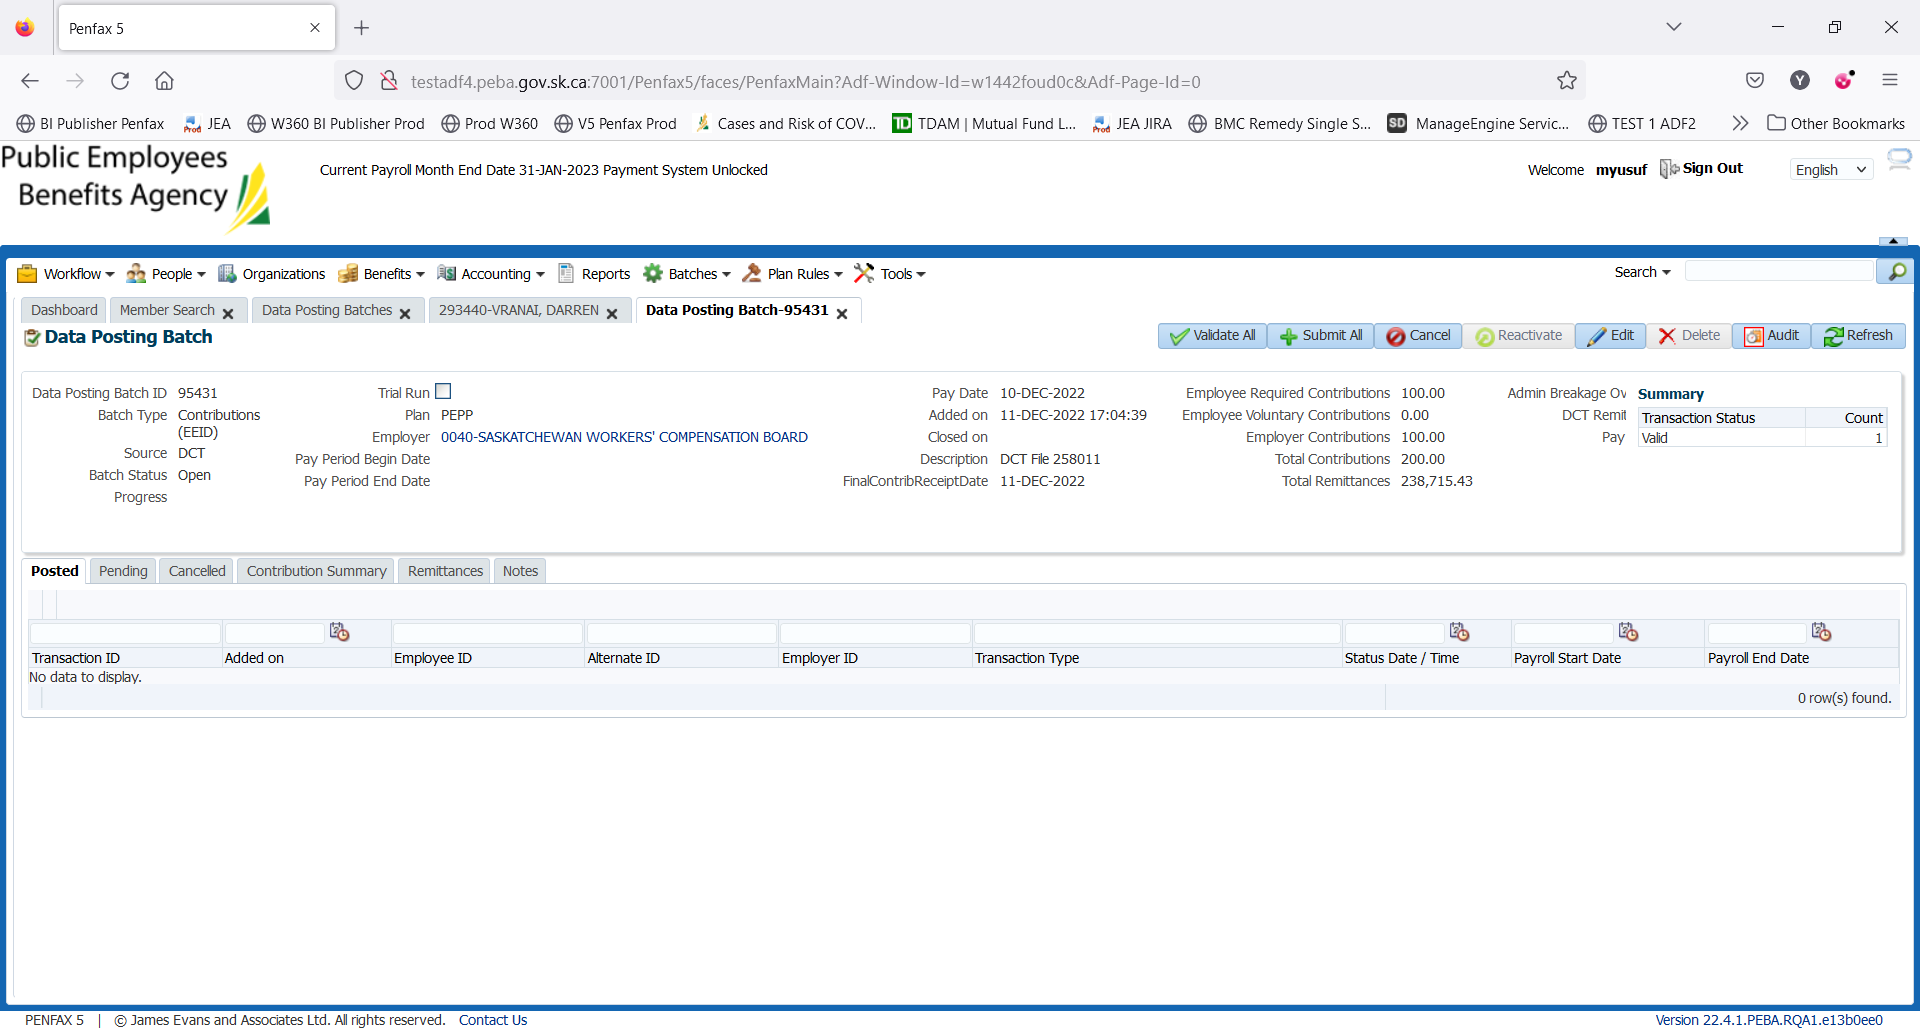 Penfax 5
testadf4.peba.gov.sk.ca:7001/Penfax5/faces/PenfaxMain?Adf-Window-Id=w1442foud0c&Adf-Page-Id=0
Y
BI Publisher Penfax JEA W360 BI Publisher Prod Prod W360 V5 Penfax Prod Cases and Risk of COV... TD TDAM | Mutual Fund L... JEA JIRA BMC Remedy Single S... SD ManageEngine Servic... TEST 1 ADF2 Other Bookmarks
Public Employees
Benefits Agency
Current Payroll Month End Date 31-JAN-2023 Payment System Unlocked
Welcome myusuf Sign Out English
Workflow People Organizations Benefits Accounting Reports Batches Plan Rules Tools Search
Dashboard Member Search Data Posting Batches 293440-VRANAI, DARREN Data Posting Batch-95431
Data Posting Batch
Validate All Submit All Cancel Reactivate Edit Delete Audit Refresh
Data Posting Batch ID 95431
Batch Type Contributions
(EEID)
Source DCT
Batch Status Open
Progress
Trial Run
Plan PEPP
Employer 0040-SASKATCHEWAN WORKERS' COMPENSATION BOARD
Pay Period Begin Date
Pay Period End Date
Pay Date 10-DEC-2022
Added on 11-DEC-2022 17:04:39
Closed on
Description DCT File 258011
FinalContribReceiptDate 11-DEC-2022
Employee Required Contributions 100.00
Employee Voluntary Contributions 0.00
Employer Contributions 100.00
Total Contributions 200.00
Total Remittances 238,715.43
Admin Breakage Ov
DCT Remit
Pay
Summary
Transaction Status Count
Valid 1
Posted Pending Cancelled Contribution Summary Remittances Notes
Transaction ID Added on Employee ID Alternate ID Employer ID Transaction Type Status Date / Time Payroll Start Date Payroll End Date
No data to display.
0 row(s) found.
PENFAX 5 | © James Evans and Associates Ltd. All rights reserved. Contact Us
Version 22.4.1.PEBA.RQA1.e13b0ee0